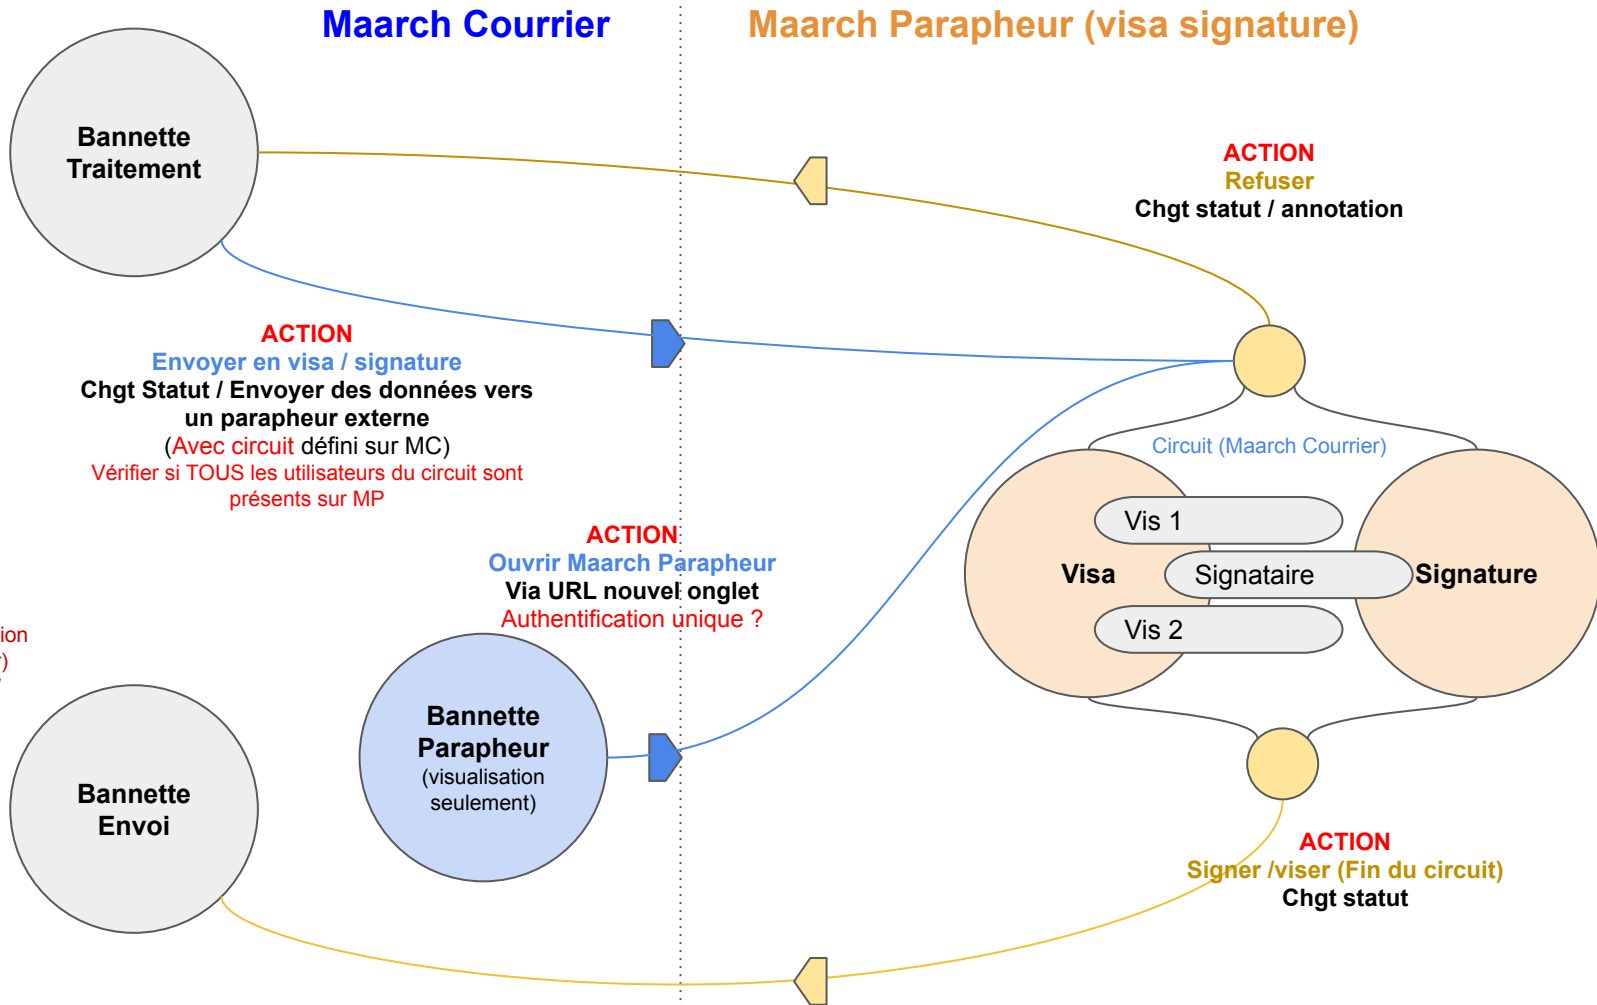 Maarch Courrier
Maarch Parapheur (visa signature)
Bannette
Traitement
ACTION
Refuser
Chgt statut / annotation
ACTION
Envoyer en visa / signature
Chgt Statut / Envoyer des données vers
un parapheur externe
(Avec circuit défini sur MC)
Vérifier si TOUS les utilisateurs du circuit sont
présents sur MP
Circuit (Maarch Courrier)
Vis 1
Visa
Signataire
Signature
Vis 2
ACTION
Ouvrir Maarch Parapheur
Via URL nouvel onglet
Authentification unique ?
Bannette
Parapheur
(visualisation
seulement)
Bannette
Envoi
ACTION
Signer /viser (Fin du circuit)
Chgt statut